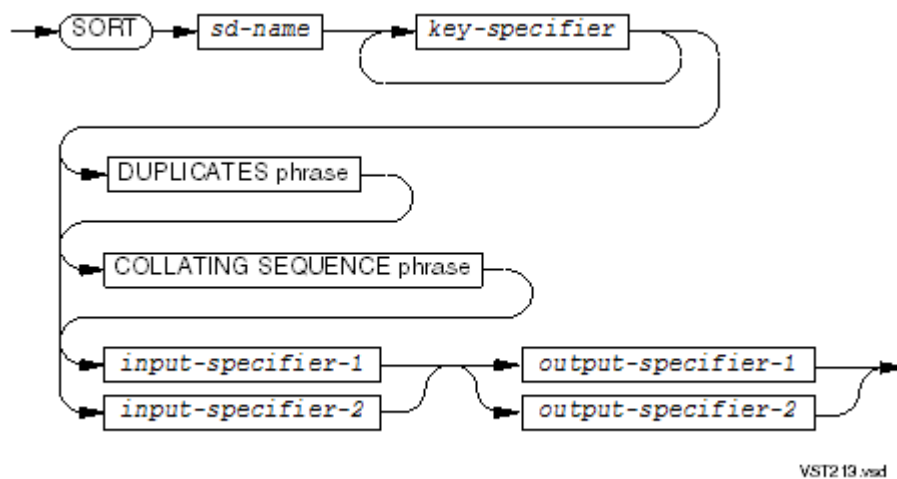 SORT sd-name key-specifier
DUPLICATES phrase
COLLATING SEQUENCE phrase
input-specifier-1 output-specifier-1
input-specifier-2 output-specifier-2
VST213.vsd